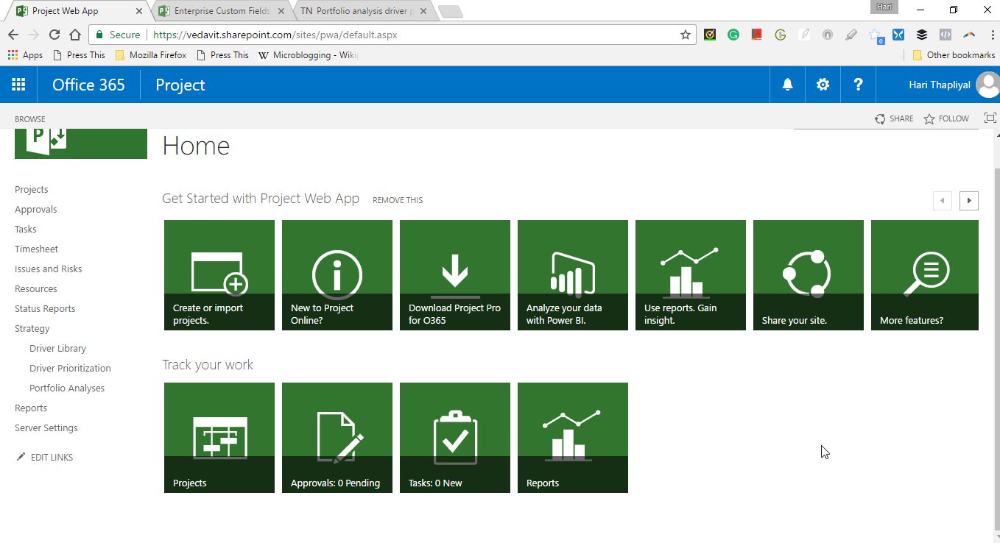 Hari
Project Web App
Enterprise Custom Fields
TN Portfolio analysis driver p
Secure
https://vedavit.sharepoint.com/sites/pwa/default.aspx
0
Apps
Press This
Mozilla Firefox
Press This
W Microblogging - Wiki
Other bookmarks
Office 365
Project
?
Hari Thapliyal
BROWSE
SHARE
FOLLOW
P
Home
Projects
Approvals
Tasks
Timesheet
Issues and Risks
Resources
Status Reports
Strategy
Driver Library
Driver Prioritization
Portfolio Analyses
Reports
Server Settings
EDIT LINKS
Get Started with Project Web App
REMOVE THIS
Create or import
projects.
New to Project
Online?
Download Project Pro
for O365
Analyze your data
with Power BI.
Use reports. Gain
insight.
Share your site.
More features?
Track your work
Projects
Approvals: 0 Pending
Tasks: 0 New
Reports